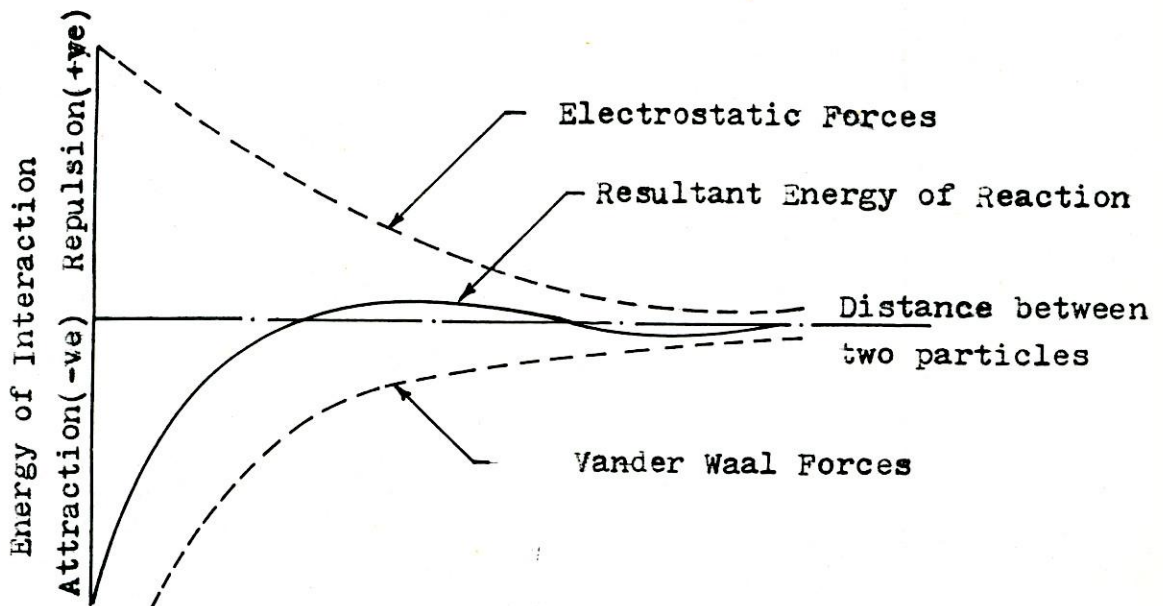 Energy of Interaction
Attraction(-ve) Repulsion(+ve)
Electrostatic Forces
Resultant Energy of Reaction
Distance between
two particles
Vander Waal Forces